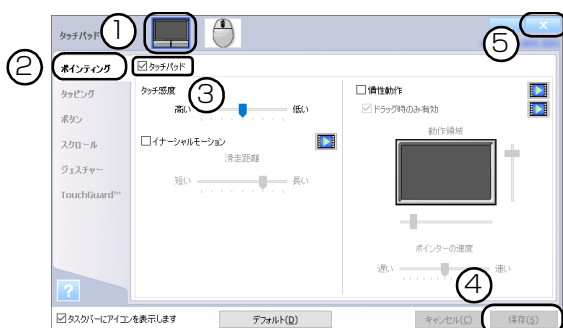 タッチパッド
①
⑤
②
ポインティング
タッピング
ボタン
スクロール
ジェスチャー
TouchGuard™
?
☑タッチパッド
タッチ感度
③
高い 低い
□イナーシャルモーション
滑走距離
短い 長い
□慣性動作
☑ドラッグ時のみ有効
動作領域
ポインターの速度
遅い 速い
④
☑タスクバーにアイコンを表示します
デフォルト(D)
キャンセル(C)
保存(S)